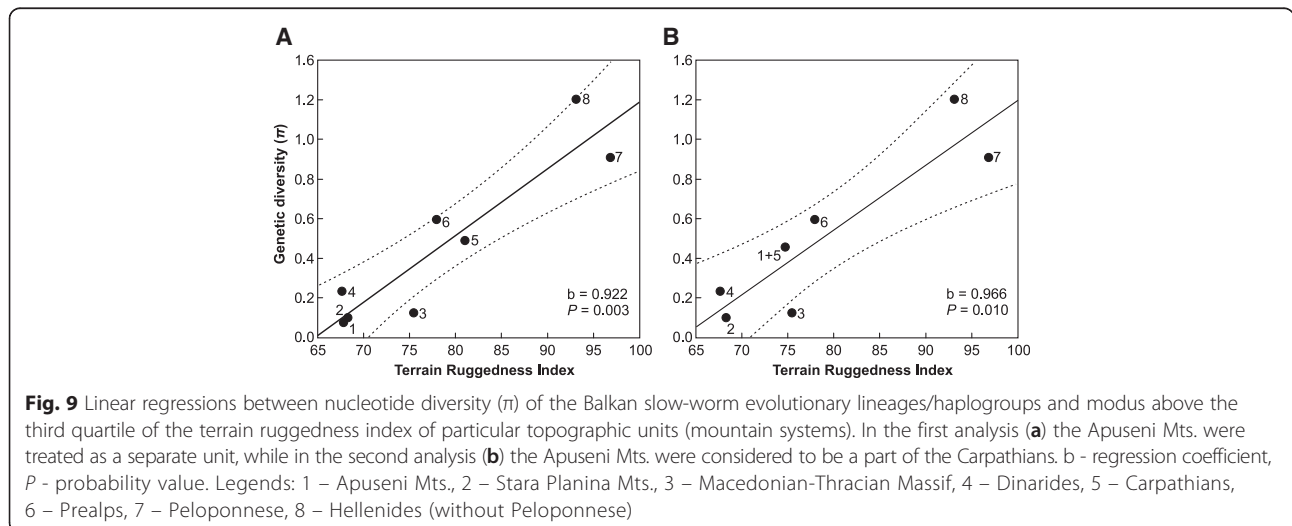 A
B
1.6
1.4
1.2
1.0
0.8
0.6
0.4
0.2
0.0
Genetic diversity (π)
65 70 75 80 85 90 95 100
Terrain Ruggedness Index
8
7
6
5
4
3
2
1
b = 0.922
P = 0.003
1.6
1.4
1.2
1.0
0.8
0.6
0.4
0.2
0.0
65 70 75 80 85 90 95 100
Terrain Ruggedness Index
8
7
6
1+5
4
3
2
b = 0.966
P = 0.010
Fig. 9 Linear regressions between nucleotide diversity (π) of the Balkan slow-worm evolutionary lineages/haplogroups and modus above the
third quartile of the terrain ruggedness index of particular topographic units (mountain systems). In the first analysis (a) the Apuseni Mts. were
treated as a separate unit, while in the second analysis (b) the Apuseni Mts. were considered to be a part of the Carpathians. b - regression coefficient,
P - probability value. Legends: 1 – Apuseni Mts., 2 – Stara Planina Mts., 3 – Macedonian-Thracian Massif, 4 – Dinarides, 5 – Carpathians,
6 – Prealps, 7 – Peloponnese, 8 – Hellenides (without Peloponnese)